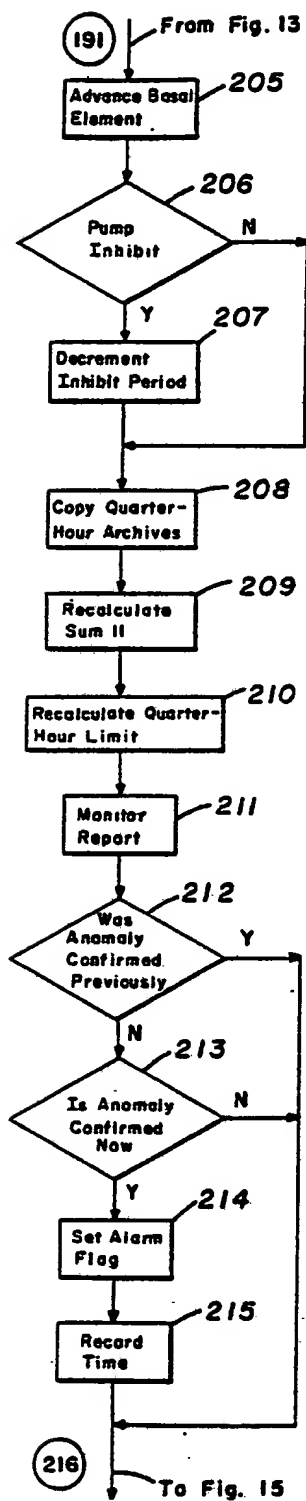 191
From Fig. 13
205
Advance Basal
Element
206
Pump
Inhibit
N
Y
207
Decrement
Inhibit Period
208
Copy Quarter-
Hour Archives
209
Recalculate
Sum II
210
Recalculate Quarter-
Hour Limit
211
Monitor
Report
212
Was
Anomaly
Confirmed
Previously
Y
N
213
Is Anomaly
Confirmed
Now
N
Y
214
Set Alarm
Flag
215
Record
Time
216
To Fig. 15